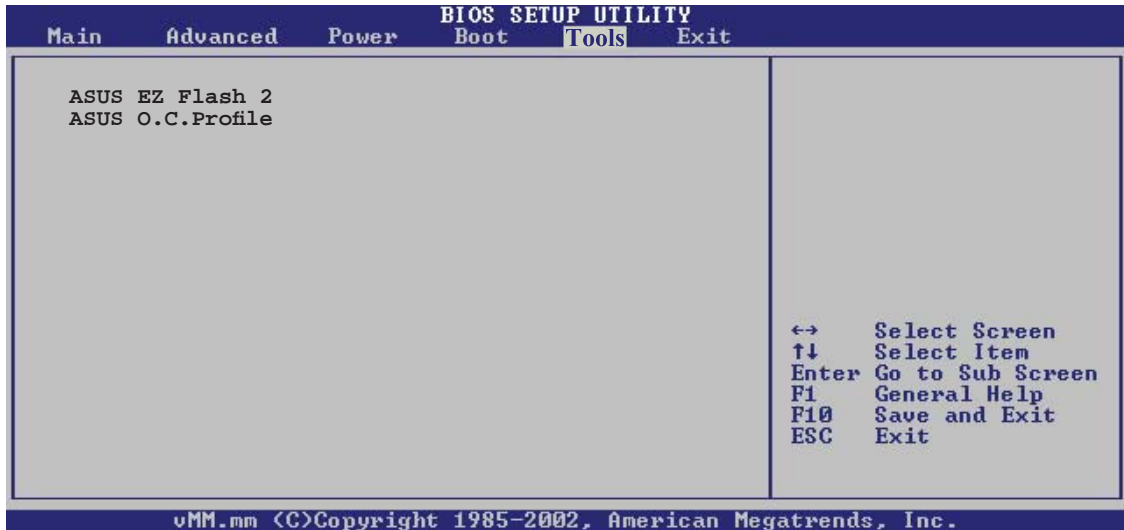 BIOS SETUP UTILITY
Main Advanced Power Boot Tools Exit
ASUS EZ Flash 2
ASUS O.C.Profile
←→ Select Screen
↑↓ Select Item
Enter Go to Sub Screen
F1 General Help
F10 Save and Exit
ESC Exit
vMM.mm (C)Copyright 1985-2002, American Megatrends, Inc.